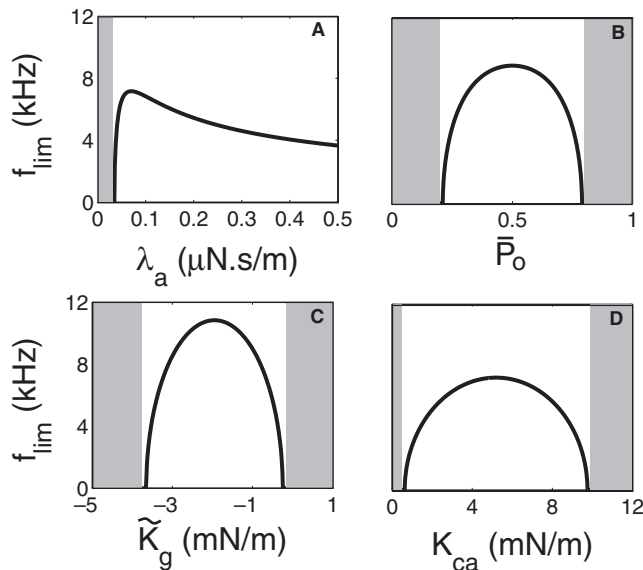 A
12
8
4
0
f_lim (kHz)
0 0.1 0.2 0.3 0.4 0.5
λ_a (μN.s/m)
B
0 0.5 1
P̄_o
C
12
8
4
0
f_lim (kHz)
−5 −3 −1 1
K̃_g (mN/m)
D
0 4 8 12
K_ca (mN/m)